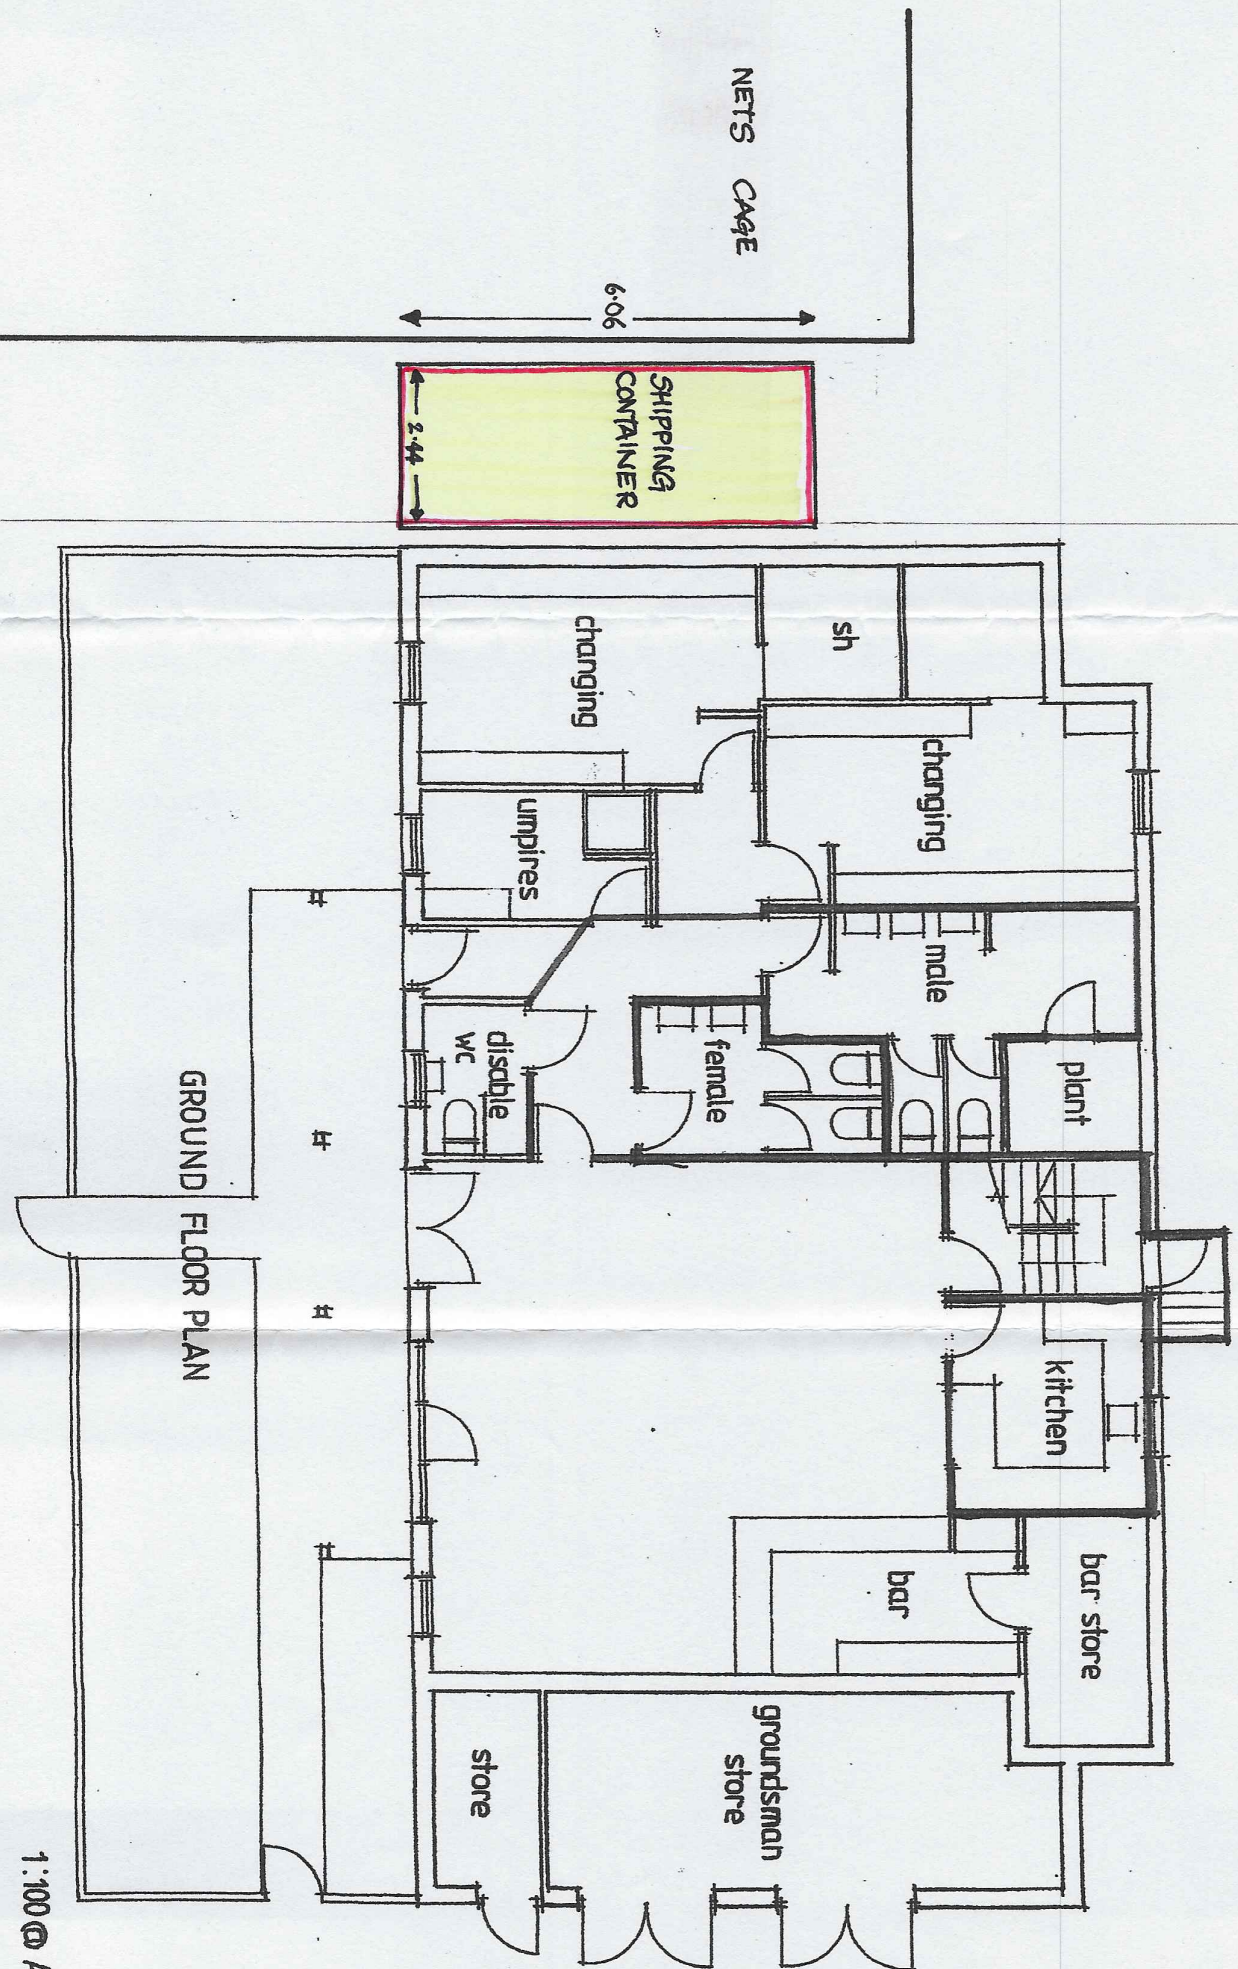 NETS CAGE
6.06
SHIPPING
CONTAINER
2.44
changing
sh
changing
umpires
male
plant
female
disable
wc
kitchen
bar
bar store
store
groundsman
store
GROUND FLOOR PLAN
1:100@ A